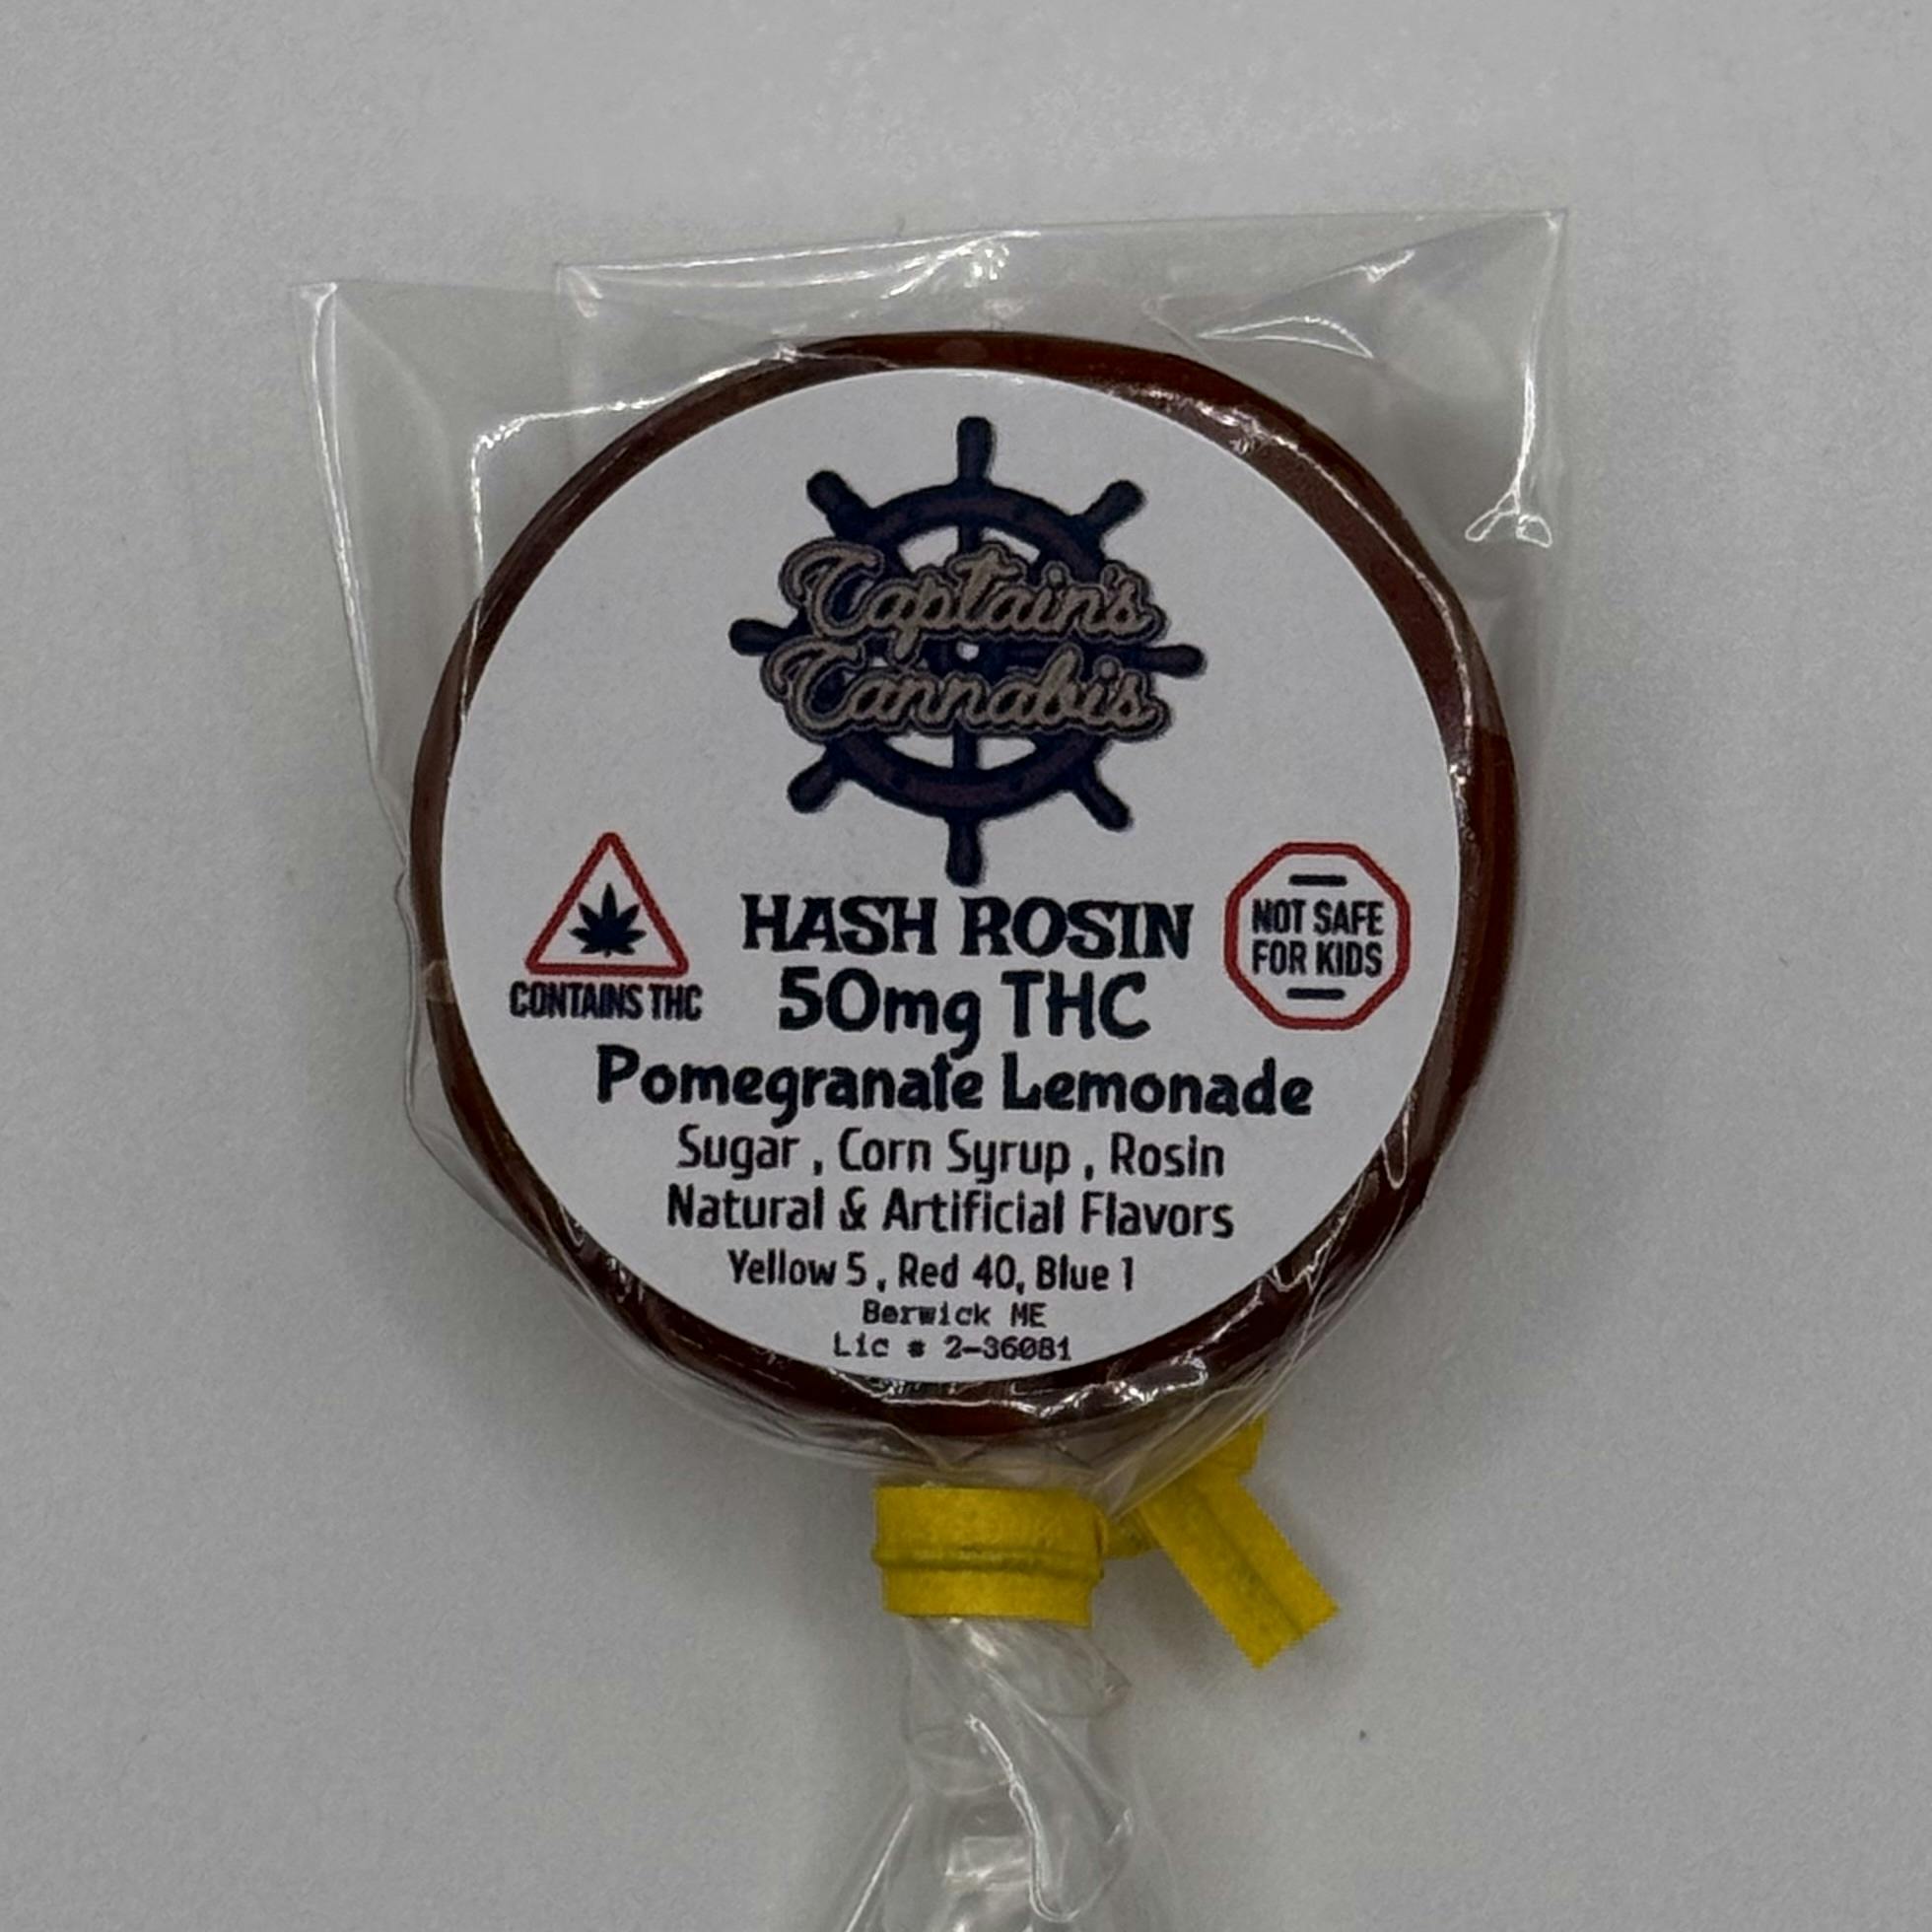 Captain's
Cannabis
HASH ROSIN
50mg THC
CONTAINS THC
NOT SAFE
FOR KIDS
Pomegranate Lemonade
Sugar , Corn Syrup , Rosin
Natural & Artificial Flavors
Yellow 5 , Red 40, Blue 1
Berwick ME
Lic # 2-36081